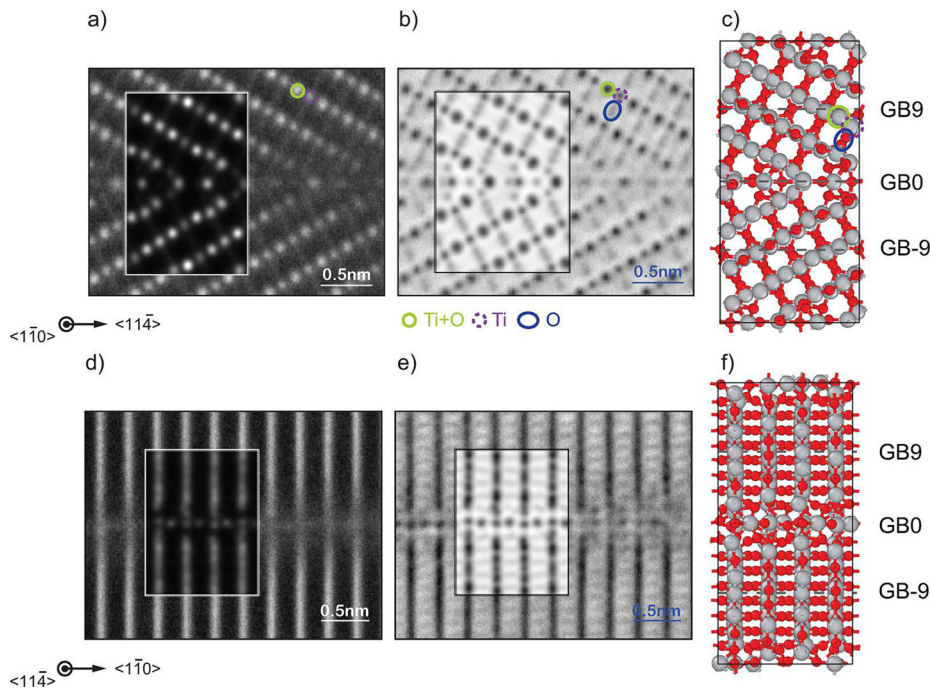 a) b) c)
GB9
GB0
GB-9
0.5nm 0.5nm
Ti+O Ti O
<11̅0> <114̅>
d) e) f)
GB9
GB0
GB-9
0.5nm 0.5nm
<114̅> <11̅0>